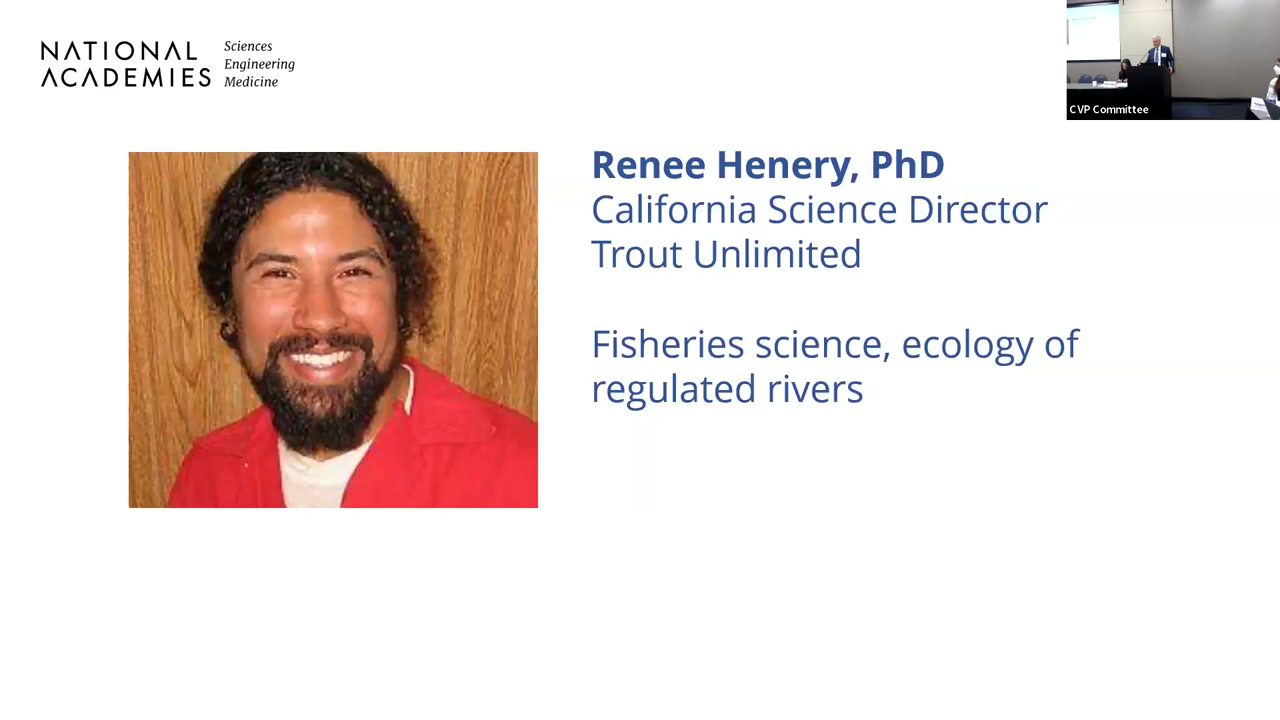 NATIONAL
ACADEMIES
Sciences
Engineering
Medicine
CVP Committee
Renee Henery, PhD
California Science Director
Trout Unlimited
Fisheries science, ecology of
regulated rivers